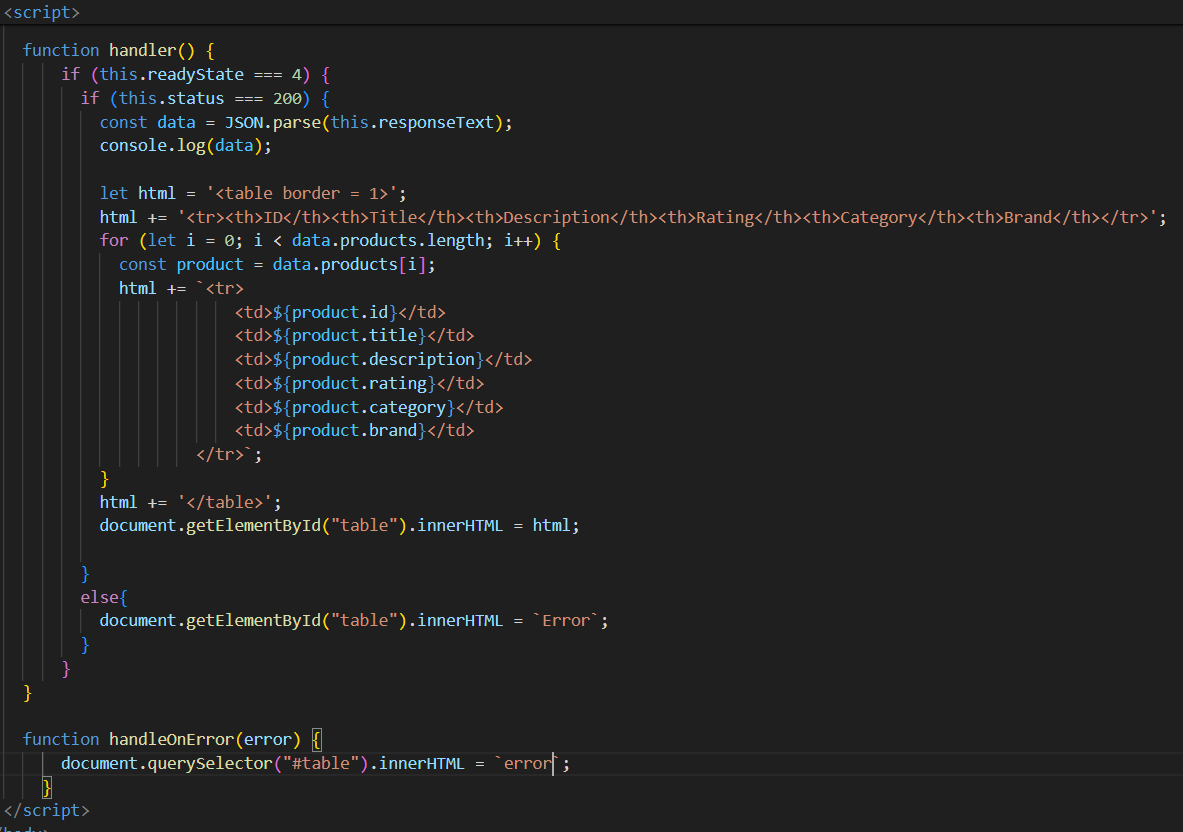 <script>
function handler() {
if (this.readyState === 4) {
if (this.status === 200) {
const data = JSON.parse(this.responseText);
console.log(data);
let html = '<table border = 1>';
html += '<tr><th>ID</th><th>Title</th><th>Description</th><th>Rating</th><th>Category</th><th>Brand</th></tr>';
for (let i = 0; i < data.products.length; i++) {
const product = data.products[i];
html += `<tr>
<td>${product.id}</td>
<td>${product.title}</td>
<td>${product.description}</td>
<td>${product.rating}</td>
<td>${product.category}</td>
<td>${product.brand}</td>
</tr>`;
}
html += '</table>';
document.getElementById("table").innerHTML = html;
}
else{
document.getElementById("table").innerHTML = `Error`;
}
}
}
function handleOnError(error) {
document.querySelector("#table").innerHTML = `error`;
}
</script>